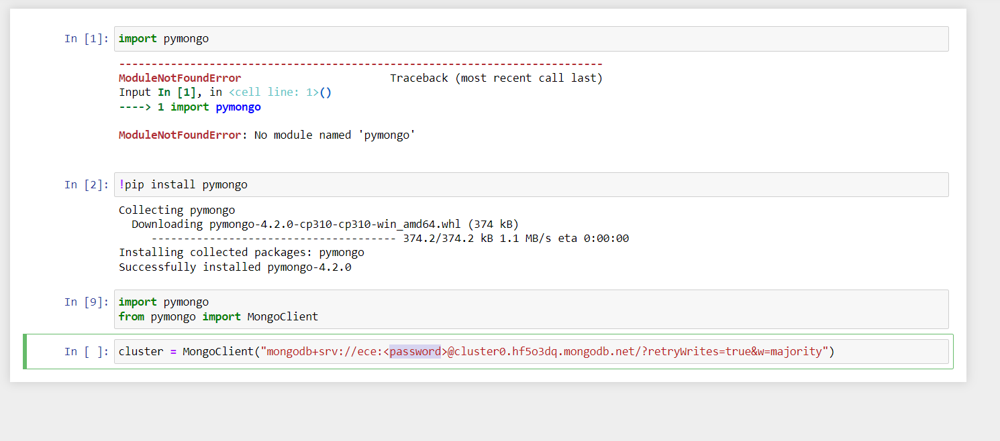 In [1]: import pymongo
---------------------------------------------------------------------------
ModuleNotFoundError Traceback (most recent call last)
Input In [1], in <cell line: 1>()
----> 1 import pymongo
ModuleNotFoundError: No module named 'pymongo'
In [2]: !pip install pymongo
Collecting pymongo
Downloading pymongo-4.2.0-cp310-cp310-win_amd64.whl (374 kB)
-------------------------------------- 374.2/374.2 kB 1.1 MB/s eta 0:00:00
Installing collected packages: pymongo
Successfully installed pymongo-4.2.0
In [9]: import pymongo
from pymongo import MongoClient
In [ ]: cluster = MongoClient("mongodb+srv://ece:<password>@cluster0.hf5o3dq.mongodb.net/?retryWrites=true&w=majority")